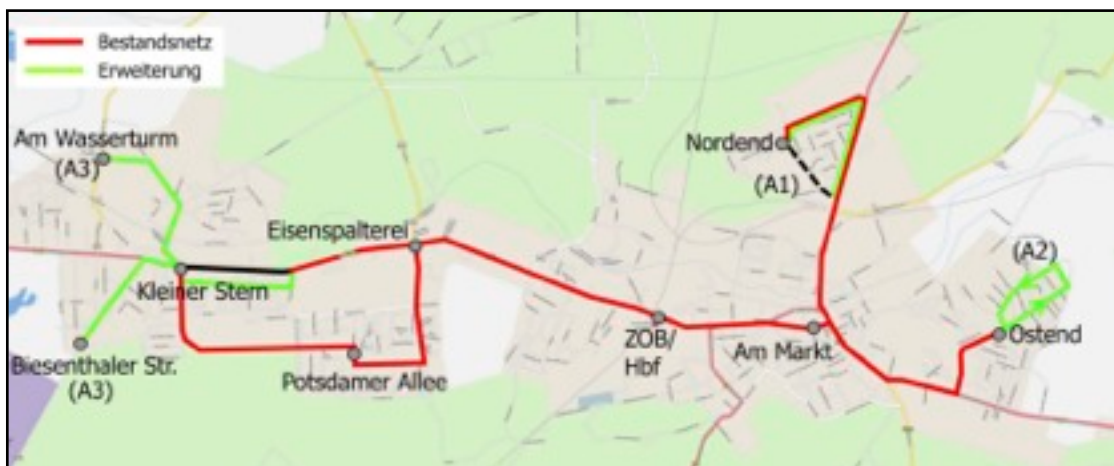 Bestandsnetz
Erweiterung
Am Wasserturm
(A3)
Nordend
(A1)
Eisenspalterei
(A2)
Kleiner Stern
Biesenthaler Str.
(A3)
Potsdamer Allee
ZOB/
Hbf
Am Markt
Ostend